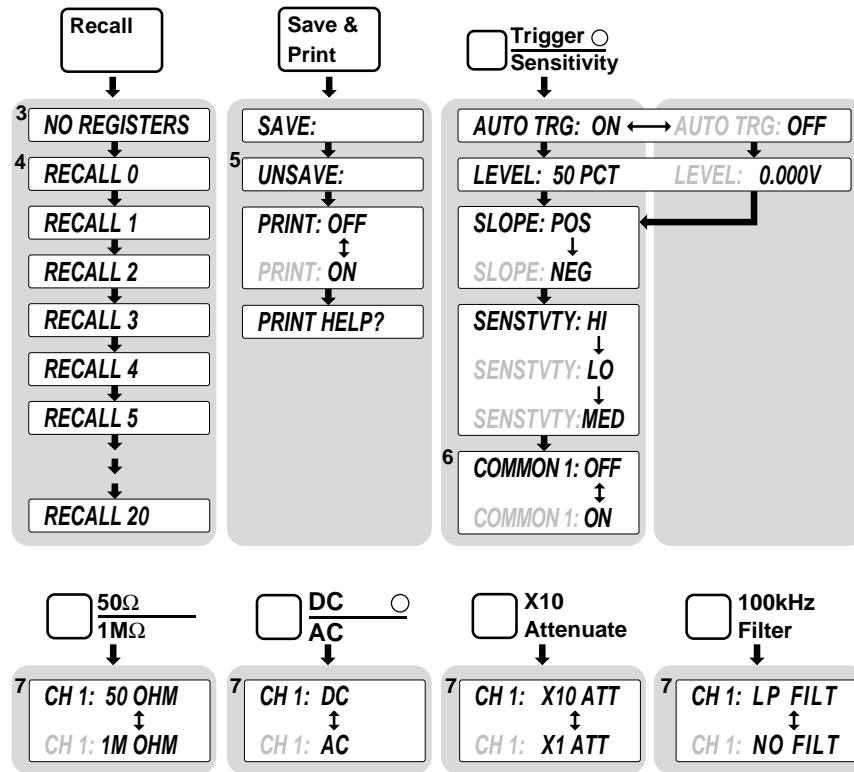 Recall
3
NO REGISTERS
4
RECALL 0
RECALL 1
RECALL 2
RECALL 3
RECALL 4
RECALL 5
RECALL 20
Save &
Print
SAVE:
5
UNSAVE:
PRINT: OFF
PRINT: ON
PRINT HELP?
Trigger
Sensitivity
AUTO TRG: ON
AUTO TRG: OFF
LEVEL: 50 PCT
LEVEL: 0.000V
SLOPE: POS
SLOPE: NEG
SENSTVTY: HI
SENSTVTY: LO
SENSTVTY: MED
6
COMMON 1: OFF
COMMON 1: ON
50Ω
1MΩ
7
CH 1: 50 OHM
CH 1: 1M OHM
DC
AC
7
CH 1: DC
CH 1: AC
X10
Attenuate
7
CH 1: X10 ATT
CH 1: X1 ATT
100kHz
Filter
7
CH 1: LP FILT
CH 1: NO FILT